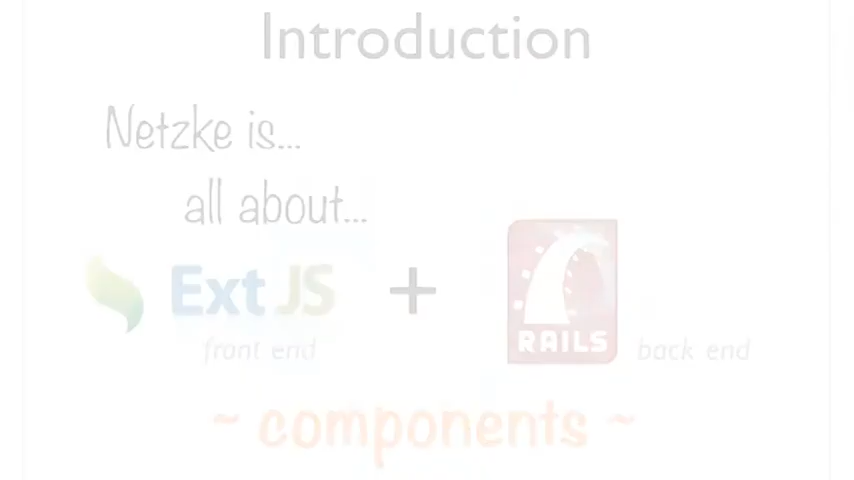 Introduction
Netzke is...
all about...
Ext JS + RAILS
front end back end
~ components ~